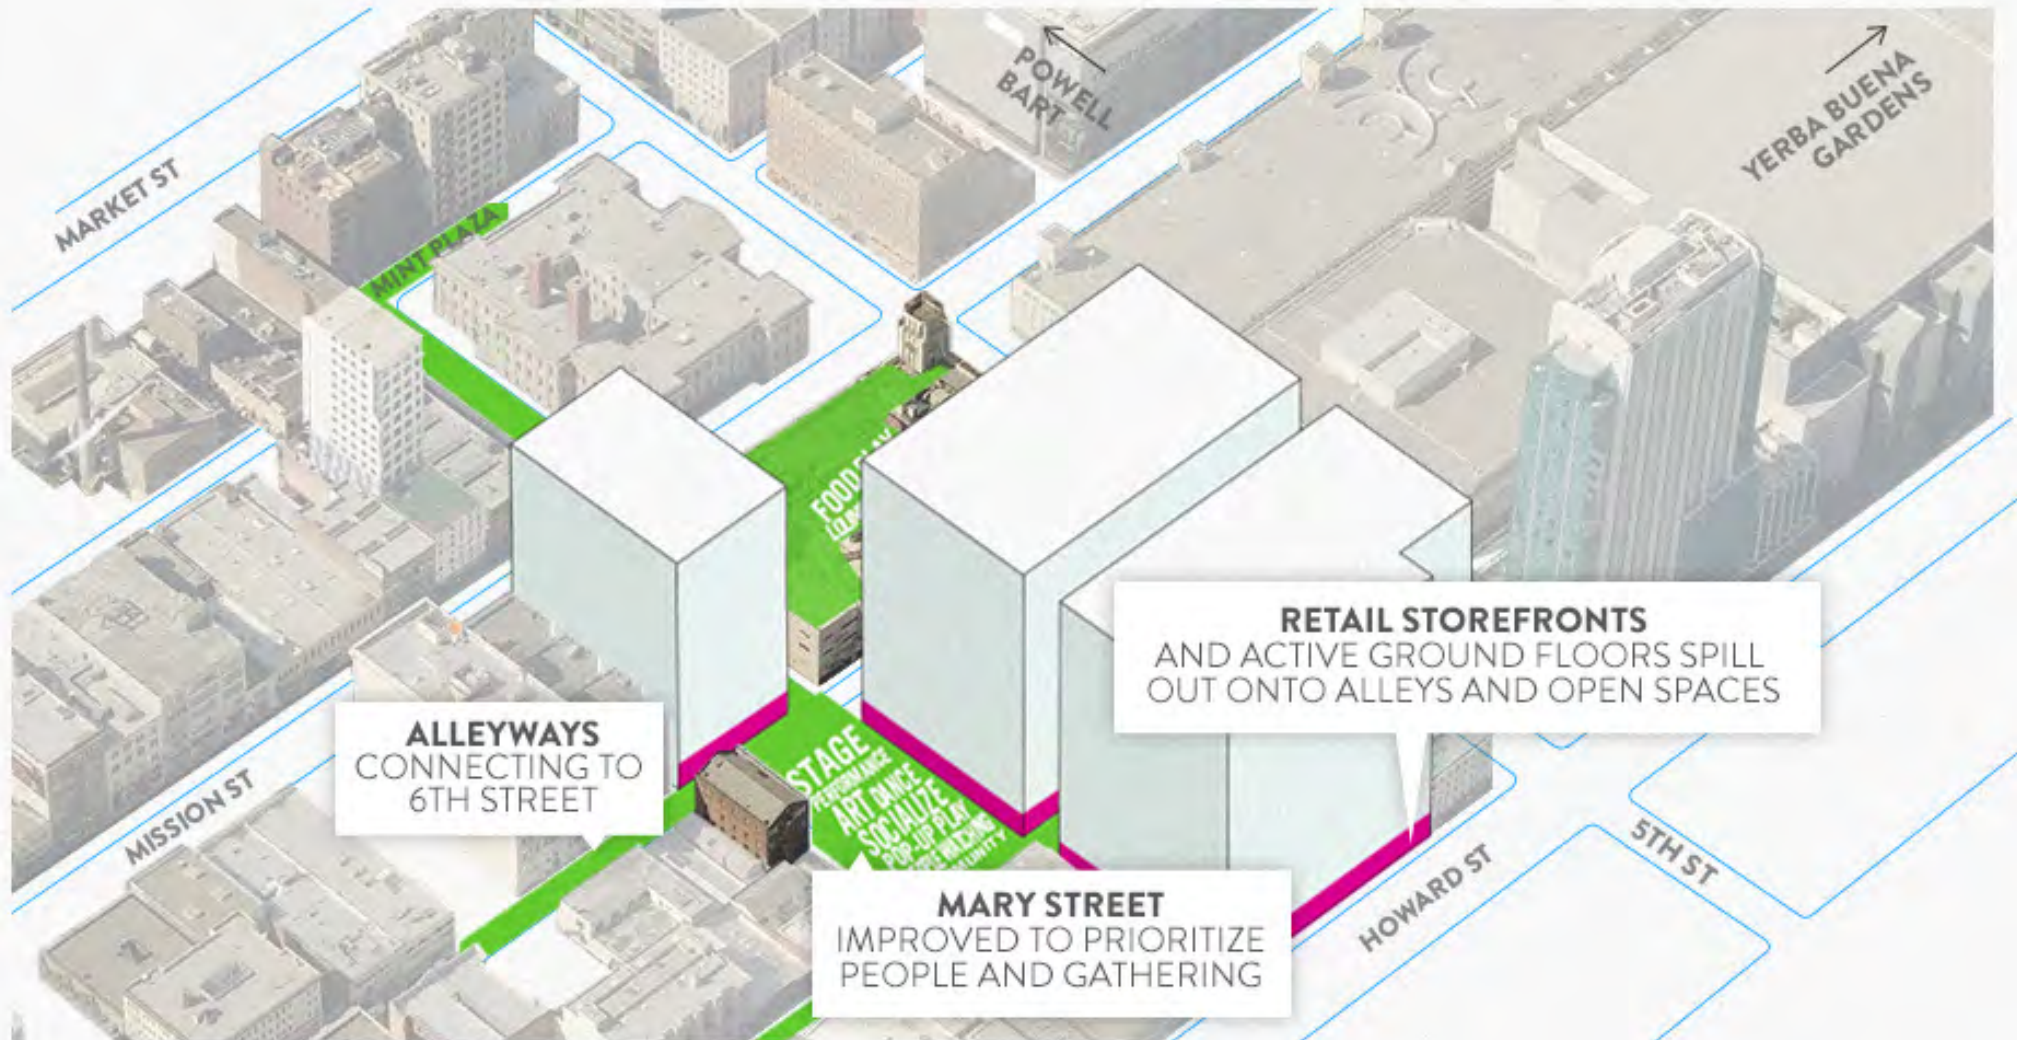 POWELL
BART
YERBA BUENA
GARDENS
MARKET ST
MINT PLAZA
FOOD
RETAIL STOREFRONTS
AND ACTIVE GROUND FLOORS SPILL
OUT ONTO ALLEYS AND OPEN SPACES
ALLEYWAYS
CONNECTING TO
6TH STREET
STAGE
PERFORMANCE
ART DANCE
SOCIALIZE
POP-UP PLAY
WATCHING
MISSION ST
5TH ST
HOWARD ST
MARY STREET
IMPROVED TO PRIORITIZE
PEOPLE AND GATHERING